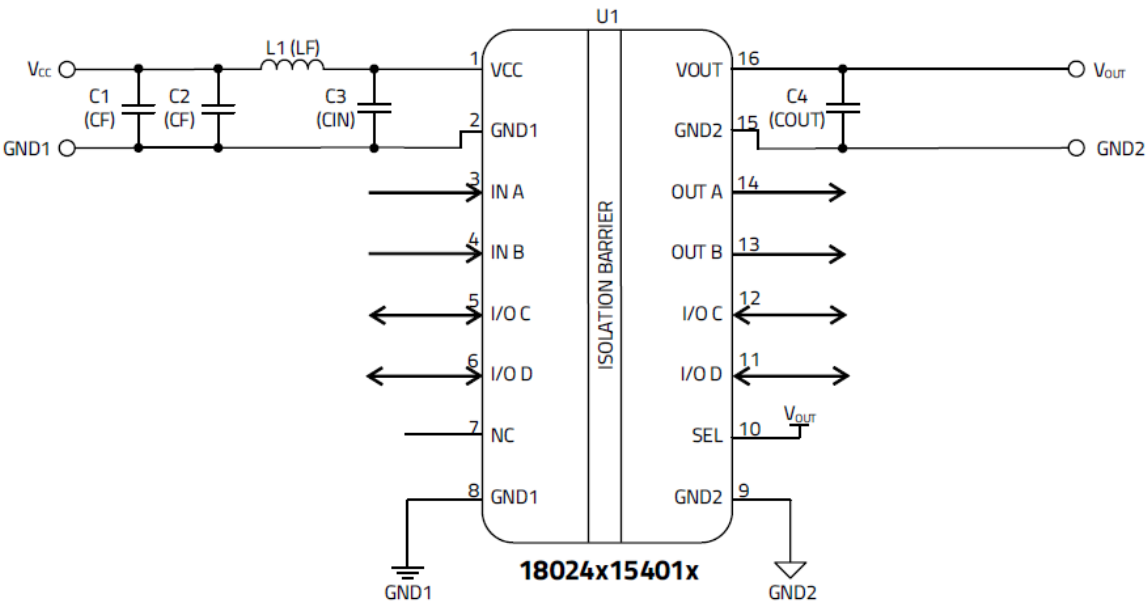 U1
L1 (LF)
1
16
Vcc
VCC
VOUT
VOUT
C1
(CF)
C2
(CF)
C3
(CIN)
C4
(COUT)
2
15
GND1
GND1
GND2
GND2
3
IN A
OUT A
14
4
IN B
OUT B
13
5
I/O C
I/O C
12
ISOLATION BARRIER
6
I/O D
I/O D
11
7
NC
SEL
10
VOUT
8
GND1
GND2
9
18024x15401x
GND1
GND2